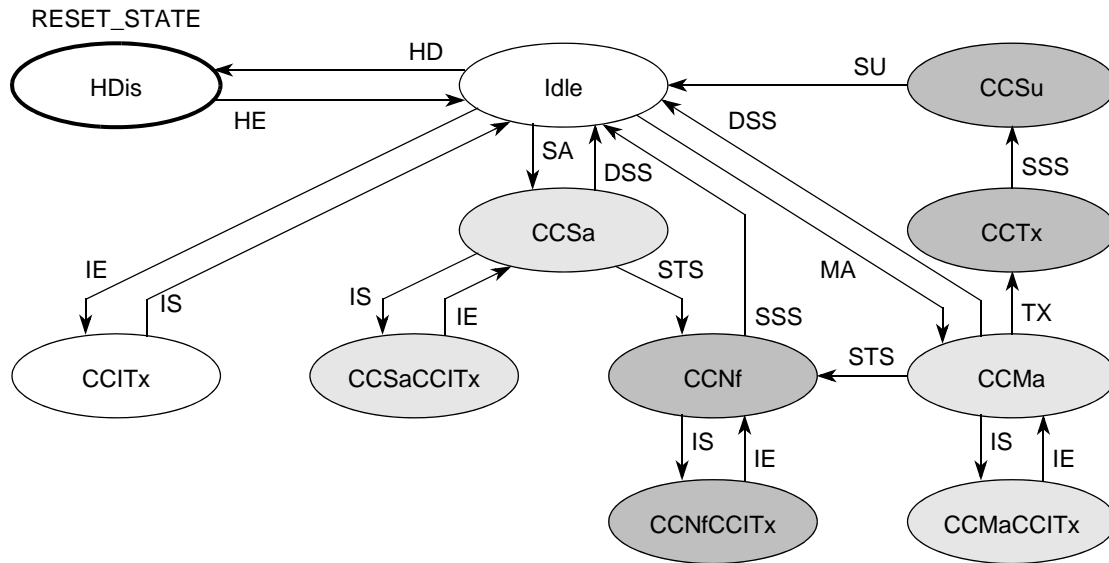 RESET_STATE
HDis
HD
HE
Idle
SU
CCSu
SA
DSS
DSS
SSS
CCSa
CCTx
IE
IS
IS
IE
STS
SSS
MA
TX
CCITx
CCSaCCITx
CCNf
STS
CCMa
IS
IE
IS
IE
CCNfCCITx
CCMaCCITx